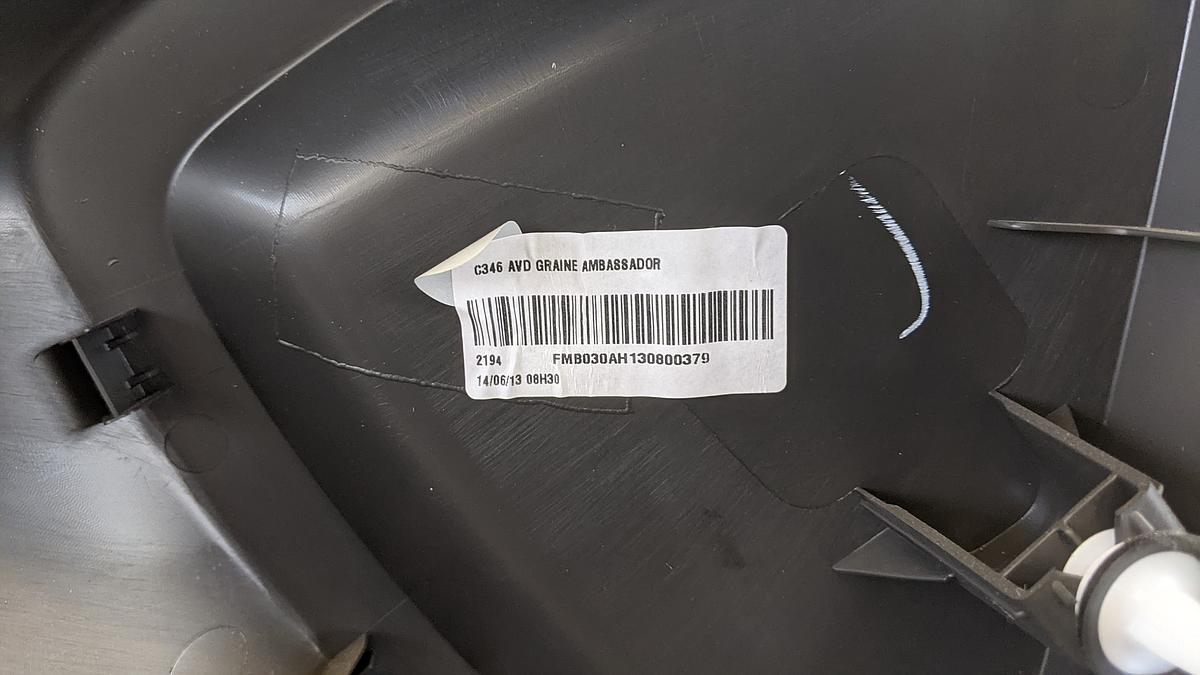 C346 AVD GRAINE AMBASSADOR
2194 FMB030AH130800379
14/06/13 08H30